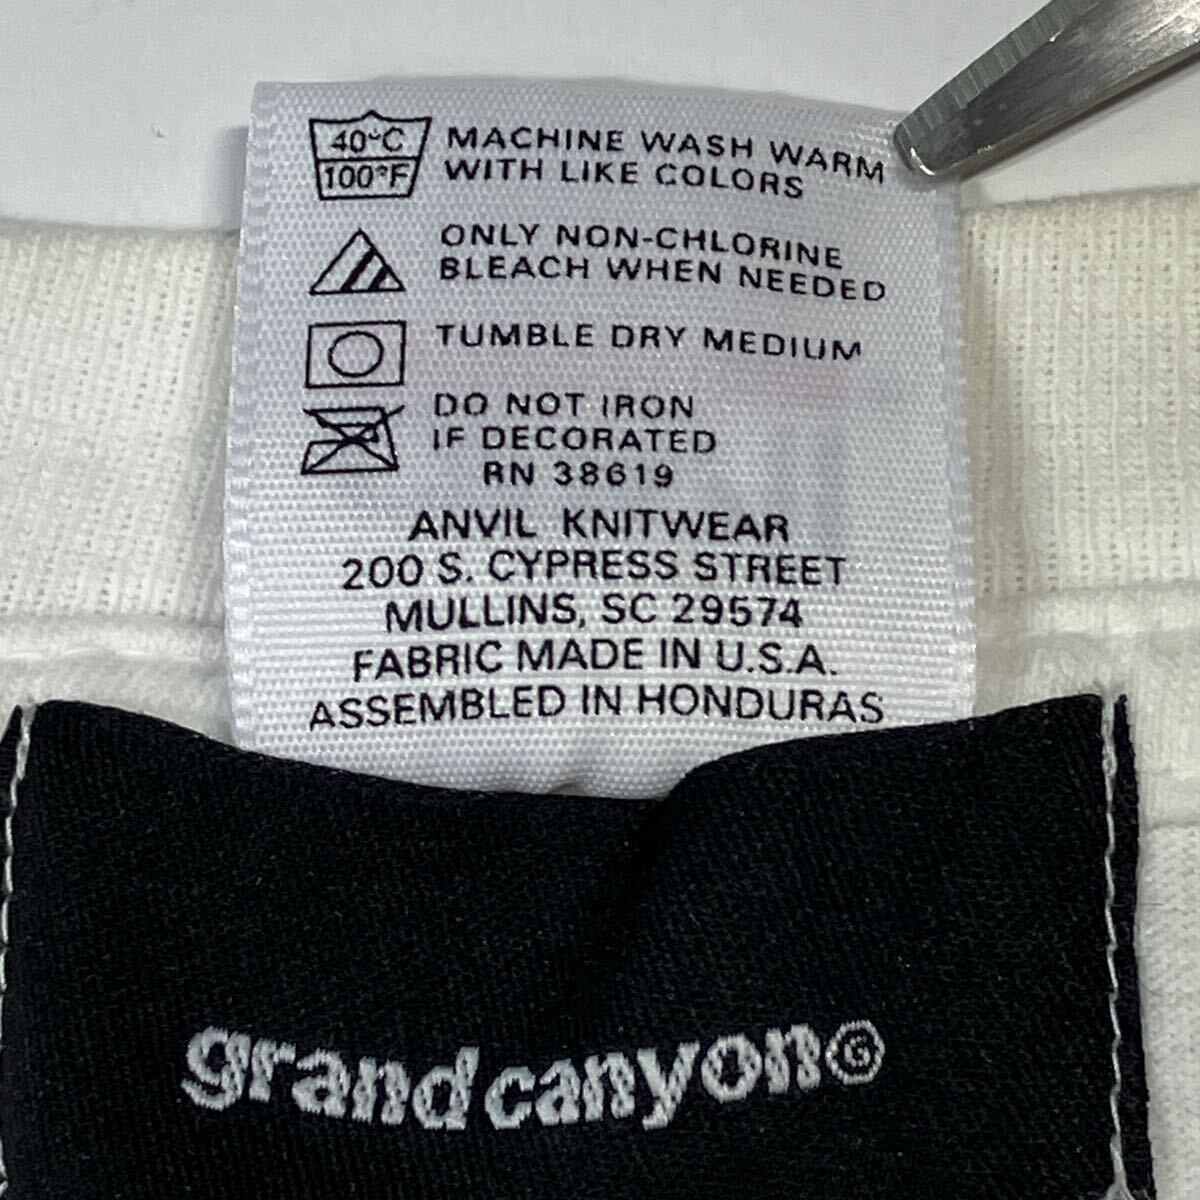 40°C
100°F
MACHINE WASH WARM
WITH LIKE COLORS
ONLY NON-CHLORINE
BLEACH WHEN NEEDED
TUMBLE DRY MEDIUM
DO NOT IRON
IF DECORATED
RN 38619
ANVIL KNITWEAR
200 S. CYPRESS STREET
MULLINS, SC 29574
FABRIC MADE IN U.S.A.
ASSEMBLED IN HONDURAS
grand canyon G